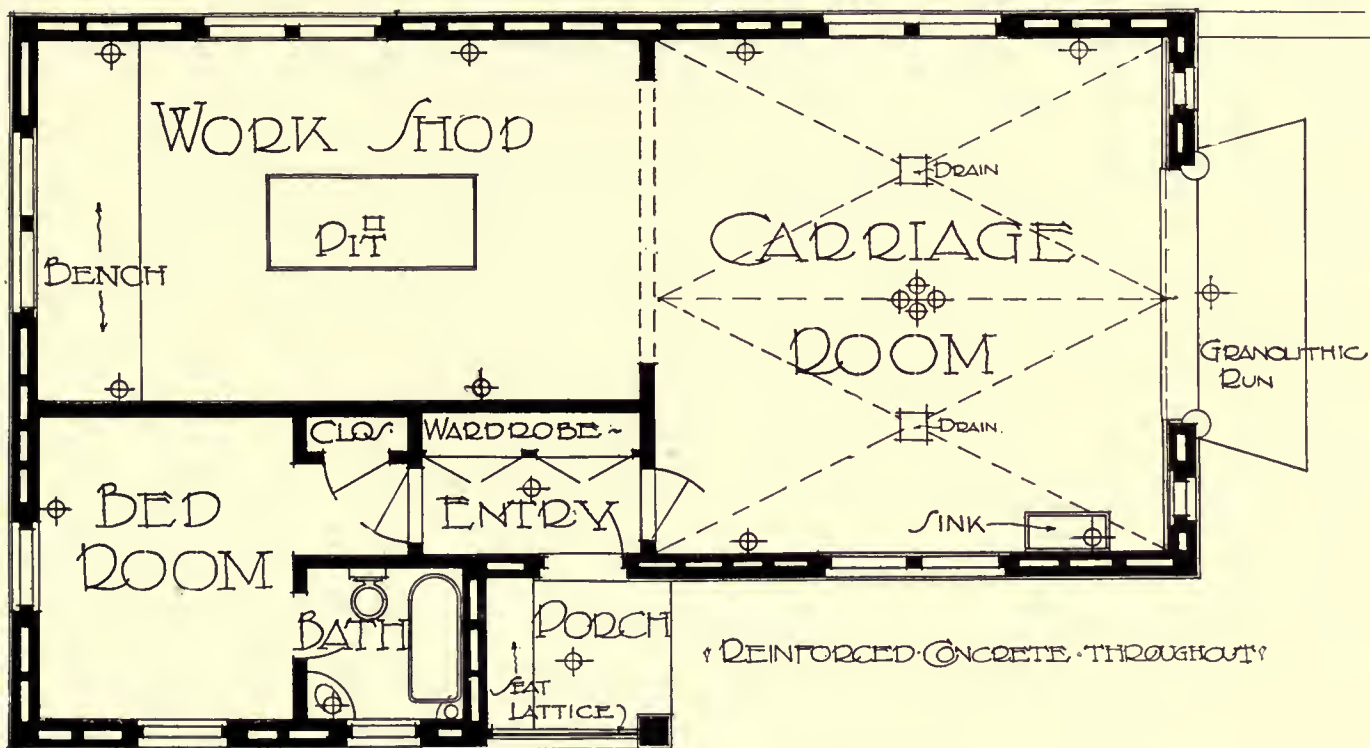 WORK SHOP
PIT
BENCH
DRAIN
CARRIAGE
ROOM
GRANOLITHIC
RUN
CLOS.
WARDROBE ~
DRAIN.
BED
ROOM
ENTRY
SINK
BATH
PORCH
SEAT
LATTICE
REINFORCED · CONCRETE · THROUGHOUT